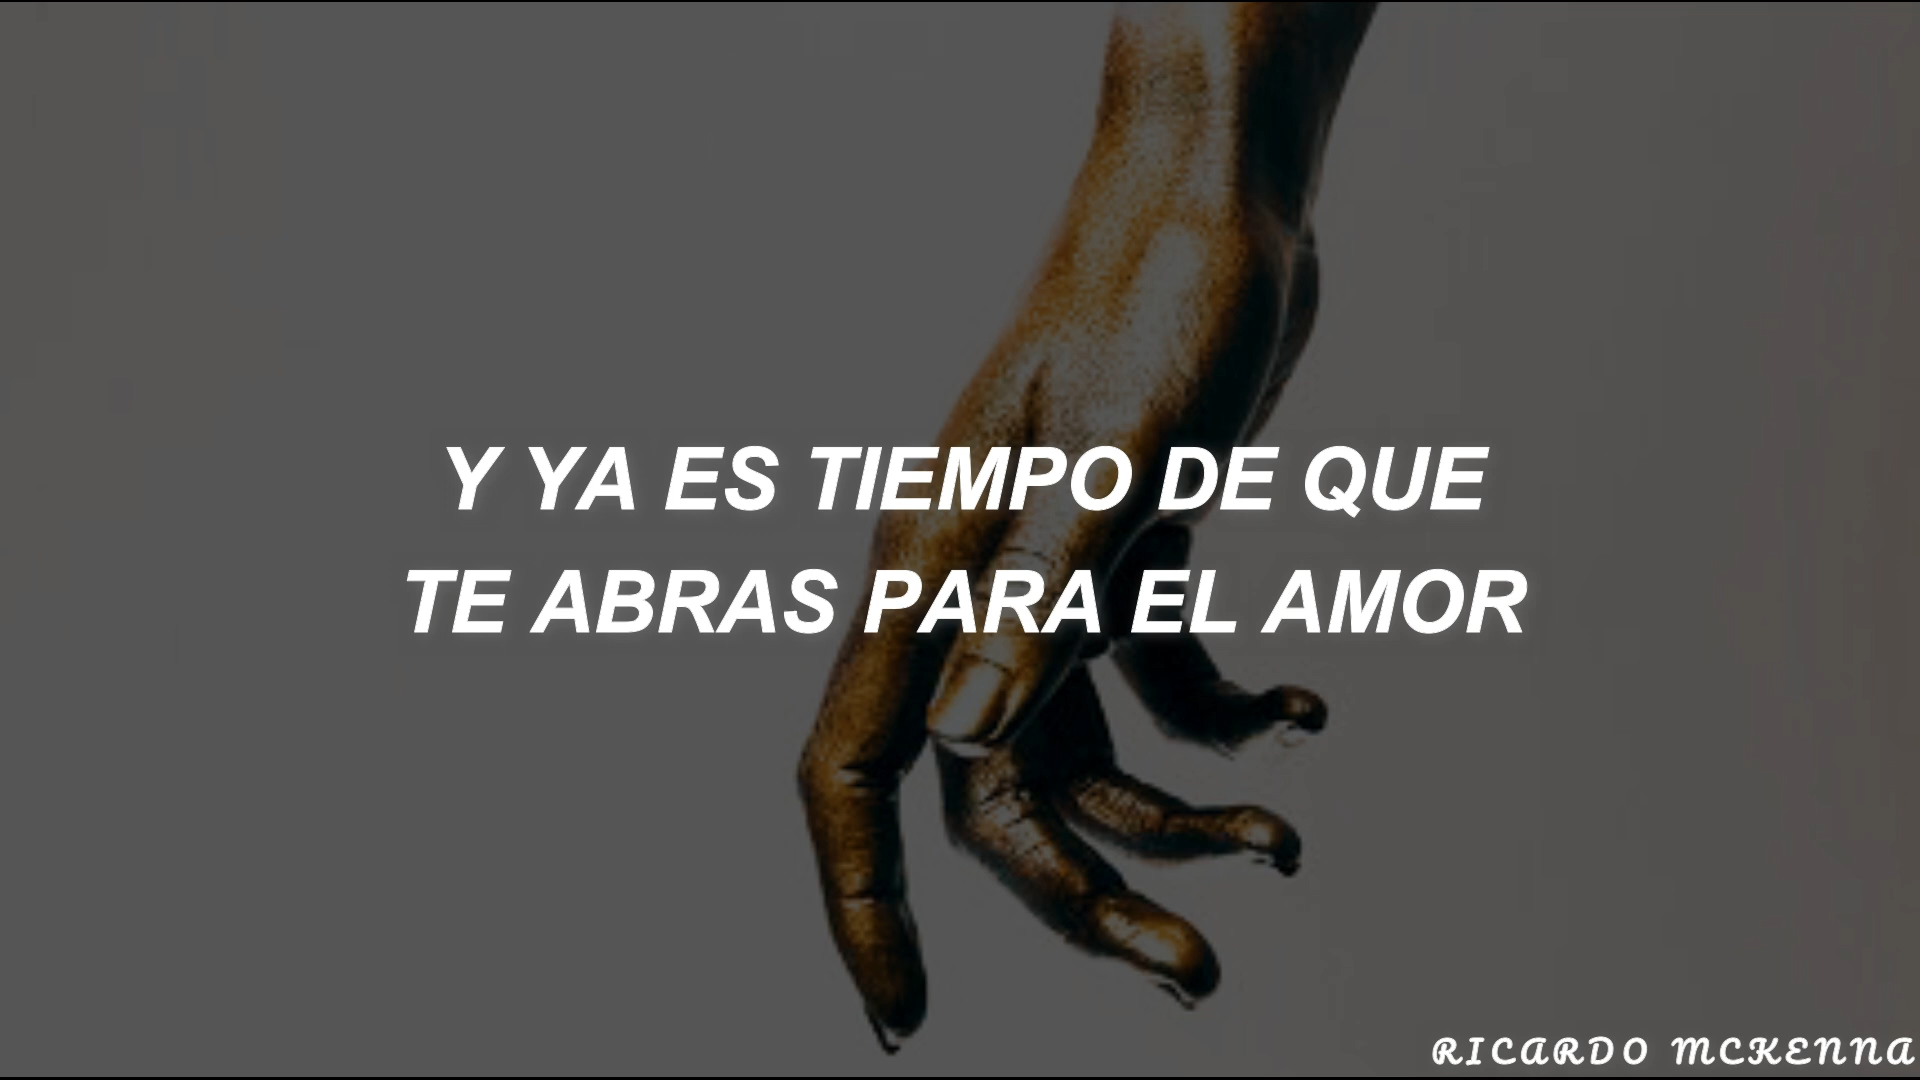 Y YA ES TIEMPO DE QUE
TE ABRAS PARA EL AMOR
RICARDO MCKENNA